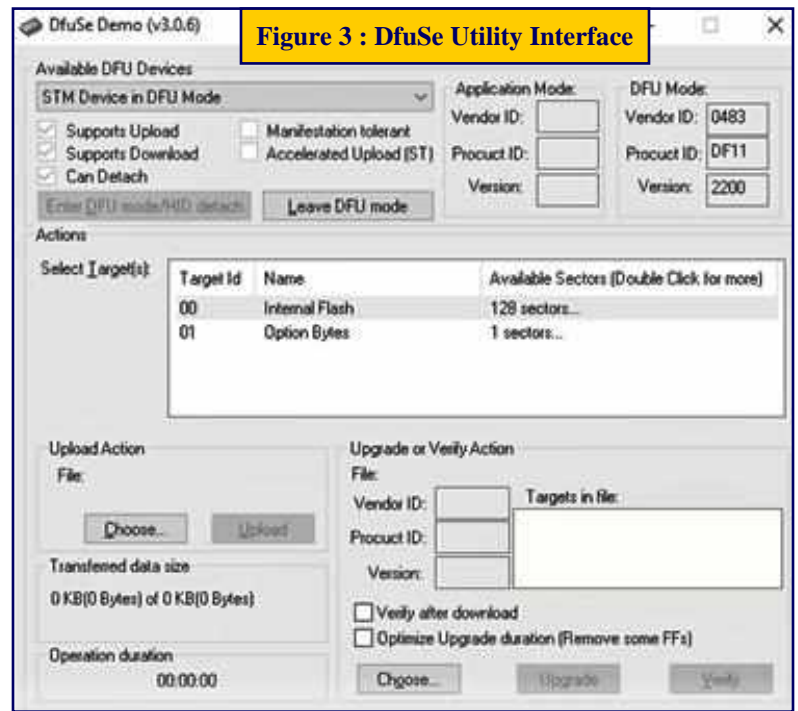 DfuSe Demo (v3.0.6)
Figure 3 : DfuSe Utility Interface
Available DFU Devices
STM Device in DFU Mode
Supports Upload
Manifestation tolerant
Supports Download
Accelerated Upload (ST)
Can Detach
Enter DFU mode/HID detach
Leave DFU mode
Application Mode:
Vendor ID:
Procuct ID:
Version:
DFU Mode:
Vendor ID: 0483
Procuct ID: DF11
Version: 2200
Actions
Select Target(s):
Target Id Name Available Sectors (Double Click for more)
00 Internal Flash 128 sectors...
01 Option Bytes 1 sectors...
Upload Action
File:
Choose...
Upload
Transferred data size
0 KB(0 Bytes) of 0 KB(0 Bytes)
Operation duration
00:00:00
Upgrade or Verify Action
File:
Vendor ID:
Targets in file:
Procuct ID:
Version:
Verify after download
Optimize Upgrade duration (Remove some FFs)
Choose...
Upgrade
Verify